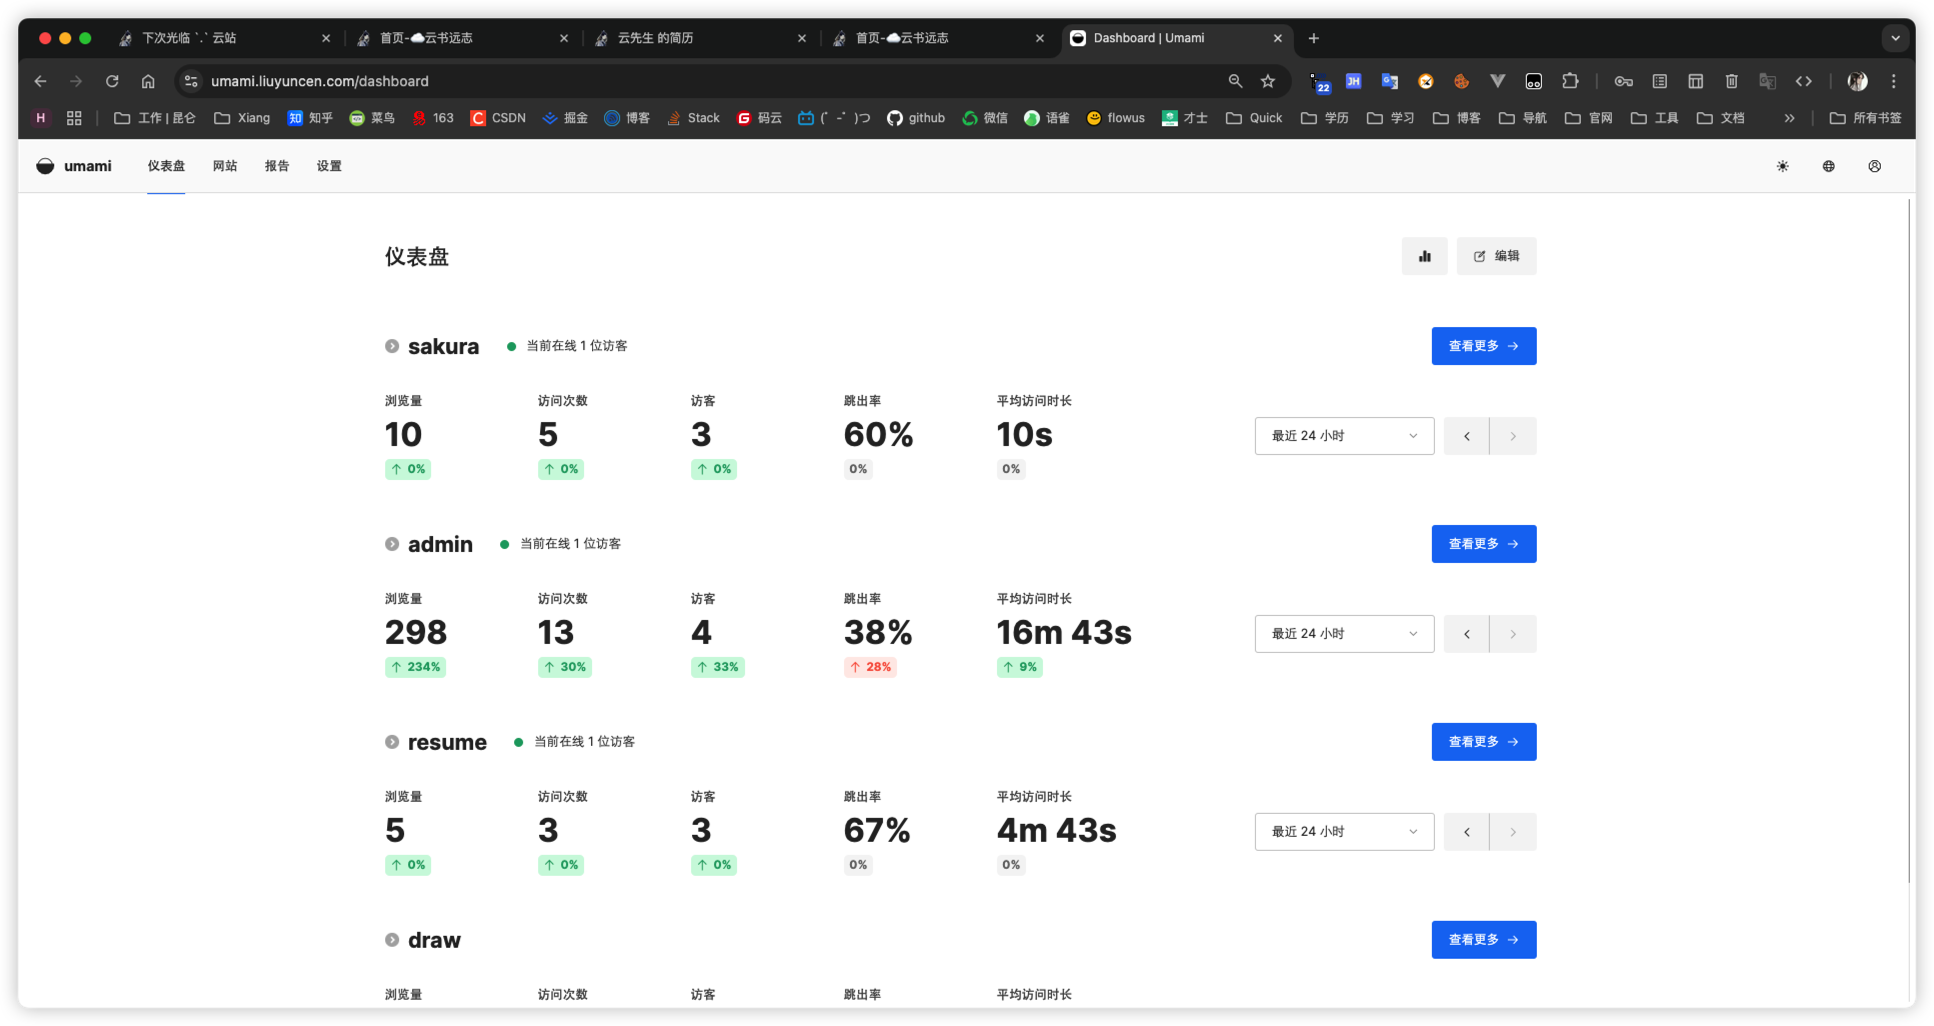 下次光临 `.` 云站
首页-☁️云书远志
云先生 的简历
首页-☁️云书远志
Dashboard | Umami
umami.liuyuncen.com/dashboard
22
JH
H
工作 | 昆仑
Xiang
知 知乎
菜鸟
163
C CSDN
掘金
博客
Stack
G 码云
(゜-゜)つ
github
微信
语雀
flowus
才士
Quick
学历
学习
博客
导航
官网
工具
文档
»
所有书签
umami
仪表盘
网站
报告
设置
仪表盘
编辑
sakura
当前在线 1 位访客
查看更多
浏览量 访问次数 访客 跳出率 平均访问时长
10 5 3 60% 10s
最近 24 小时
↑ 0% ↑ 0% ↑ 0% 0% 0%
admin
当前在线 1 位访客
查看更多
浏览量 访问次数 访客 跳出率 平均访问时长
298 13 4 38% 16m 43s
最近 24 小时
↑ 234% ↑ 30% ↑ 33% ↑ 28% ↑ 9%
resume
当前在线 1 位访客
查看更多
浏览量 访问次数 访客 跳出率 平均访问时长
5 3 3 67% 4m 43s
最近 24 小时
↑ 0% ↑ 0% ↑ 0% 0% 0%
draw
查看更多
浏览量 访问次数 访客 跳出率 平均访问时长